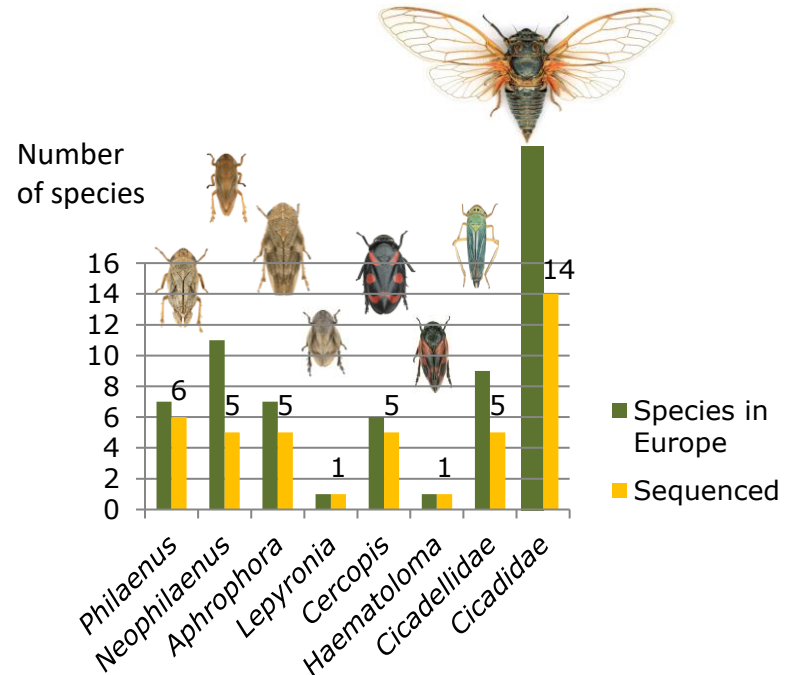 Number
of species
16
14
12
10
8
6
4
2
0
6
5
5
1
5
1
5
14
Philaenus
Neophilaenus
Aphrophora
Lepyronia
Cercopis
Haematoloma
Cicadellidae
Cicadidae
Species in
Europe
Sequenced